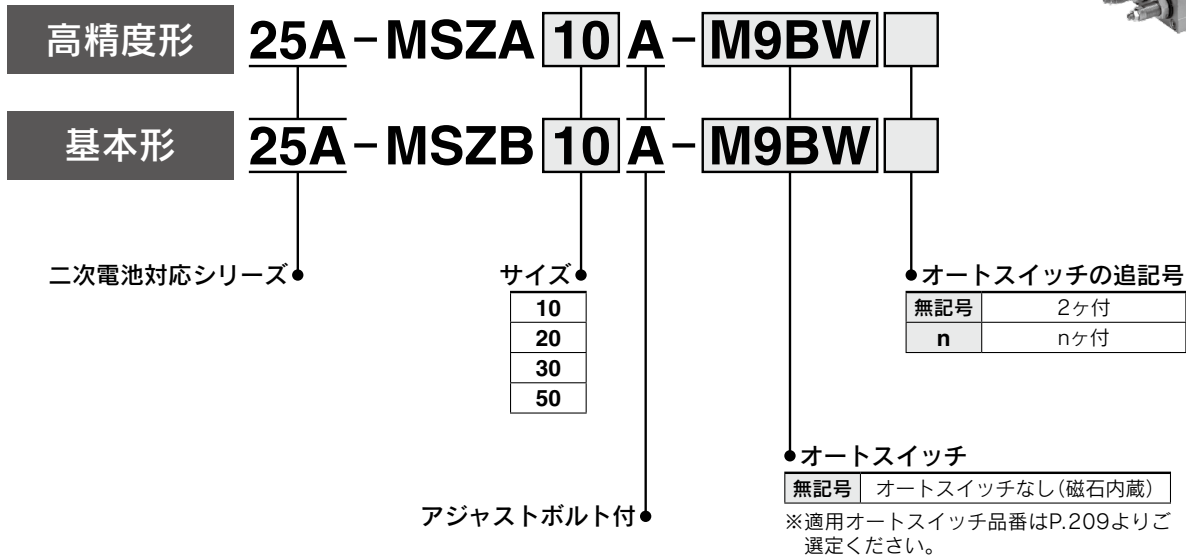 高精度形 25A-MSZA 10 A-M9BW
基本形 25A-MSZB 10 A-M9BW
二次電池対応シリーズ
サイズ
10
20
30
50
オートスイッチの追記号
無記号 2ヶ付
n nヶ付
アジャストボルト付
オートスイッチ
無記号 オートスイッチなし(磁石内蔵)
※適用オートスイッチ品番はP.209よりご
選定ください。